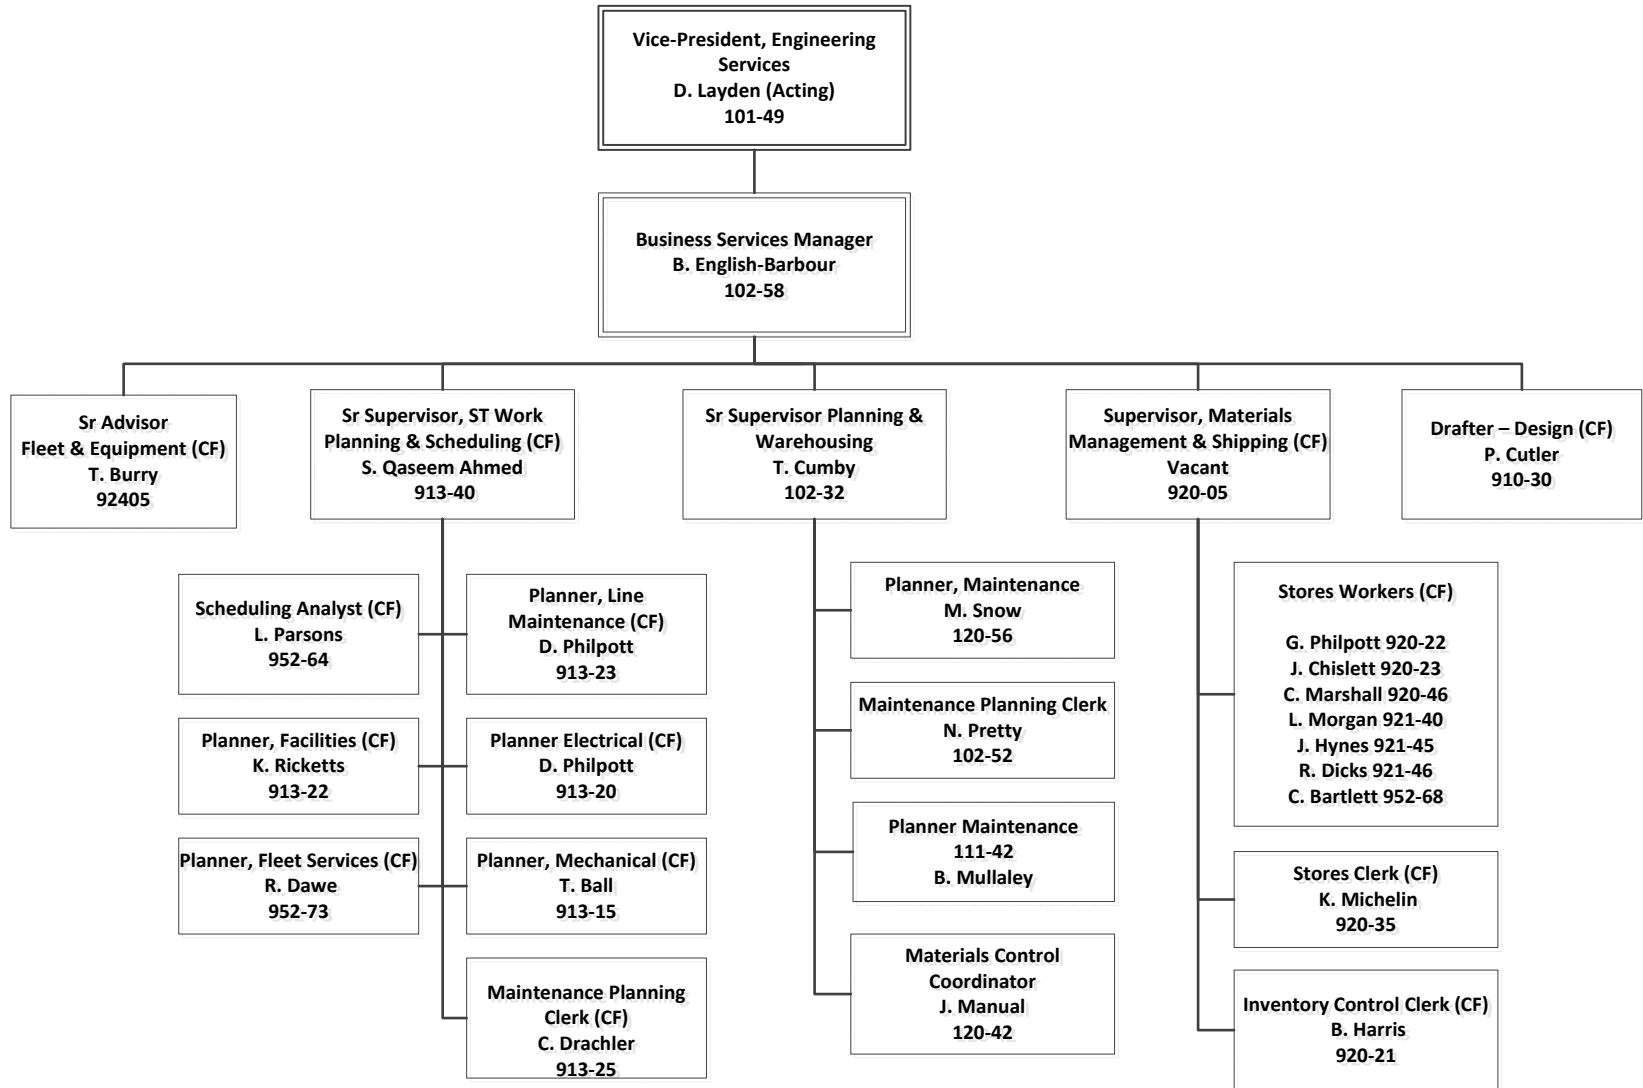 Vice-President, Engineering
Services
D. Layden (Acting)
101-49
Business Services Manager
B. English-Barbour
102-58
Sr Advisor
Fleet & Equipment (CF)
T. Burry
92405
Sr Supervisor, ST Work
Planning & Scheduling (CF)
S. Qaseem Ahmed
913-40
Sr Supervisor Planning &
Warehousing
T. Cumby
102-32
Supervisor, Materials
Management & Shipping (CF)
Vacant
920-05
Drafter – Design (CF)
P. Cutler
910-30
Scheduling Analyst (CF)
L. Parsons
952-64
Planner, Line
Maintenance (CF)
D. Philpott
913-23
Planner, Facilities (CF)
K. Ricketts
913-22
Planner Electrical (CF)
D. Philpott
913-20
Planner, Fleet Services (CF)
R. Dawe
952-73
Planner, Mechanical (CF)
T. Ball
913-15
Maintenance Planning
Clerk (CF)
C. Drachler
913-25
Planner, Maintenance
M. Snow
120-56
Maintenance Planning Clerk
N. Pretty
102-52
Planner Maintenance
111-42
B. Mullaley
Materials Control
Coordinator
J. Manual
120-42
Stores Workers (CF)
G. Philpott 920-22
J. Chislett 920-23
C. Marshall 920-46
L. Morgan 921-40
J. Hynes 921-45
R. Dicks 921-46
C. Bartlett 952-68
Stores Clerk (CF)
K. Michelin
920-35
Inventory Control Clerk (CF)
B. Harris
920-21